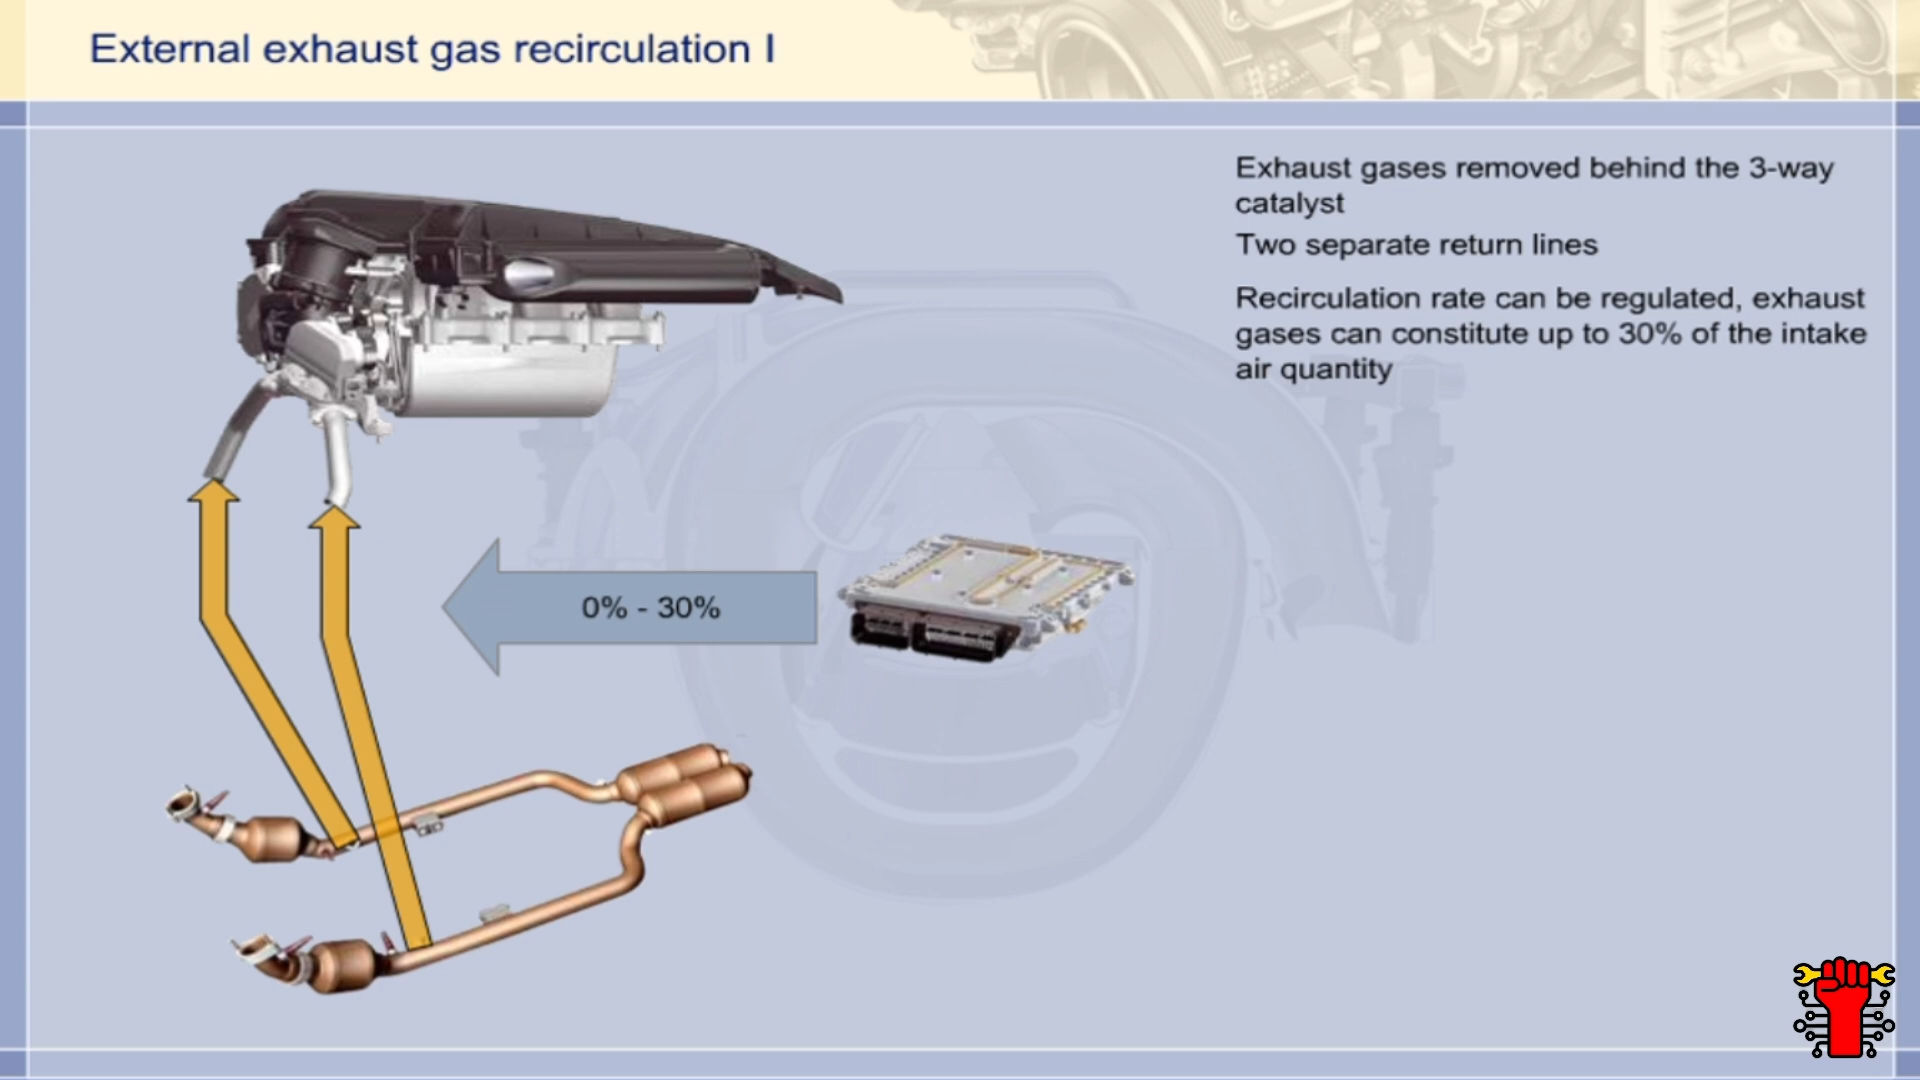 External exhaust gas recirculation I
Exhaust gases removed behind the 3-way
catalyst
Two separate return lines
Recirculation rate can be regulated, exhaust
gases can constitute up to 30% of the intake
air quantity
0% - 30%